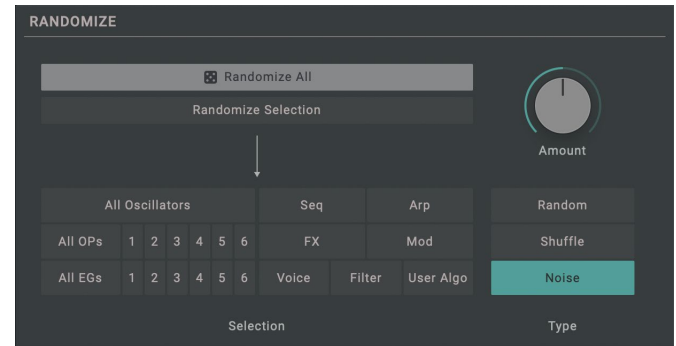 RANDOMIZE
Randomize All
Randomize Selection
Amount
All Oscillators Seq Arp Random
All OPs 1 2 3 4 5 6 FX Mod Shuffle
All EGs 1 2 3 4 5 6 Voice Filter User Algo Noise
Selection Type